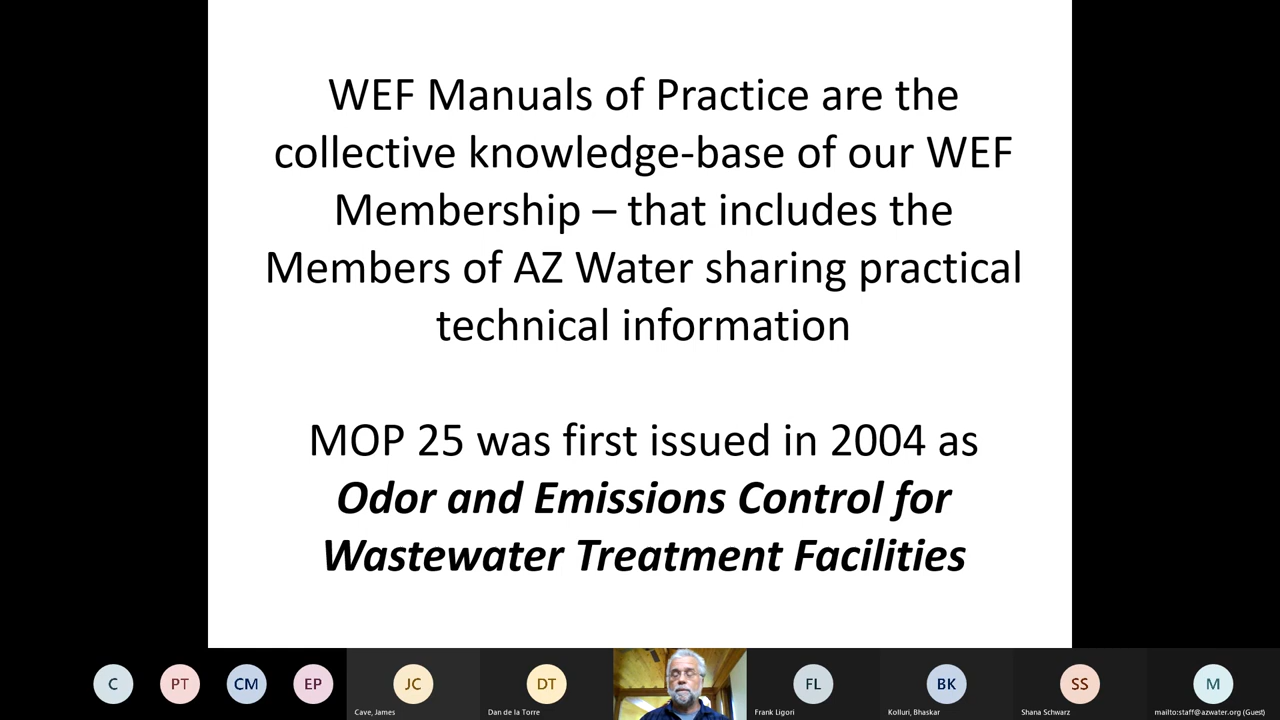 WEF Manuals of Practice are the
collective knowledge-base of our WEF
Membership – that includes the
Members of AZ Water sharing practical
technical information
MOP 25 was first issued in 2004 as
Odor and Emissions Control for
Wastewater Treatment Facilities
C PT CM EP JC DT FL BK SS M
Cave, James Dan de la Torre Frank Ligori Kolluri, Bhaskar Shana Schwarz mailto:staff@azwater.org (Guest)